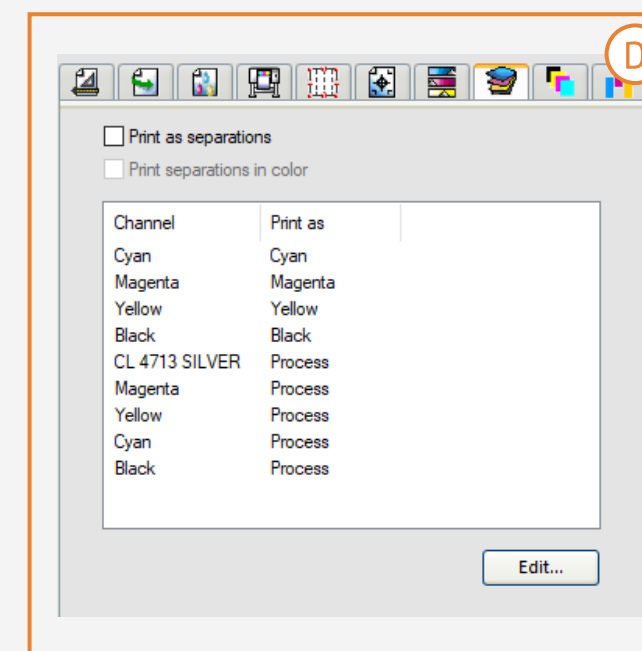 D
Print as separations
Print separations in color
Channel Print as
Cyan Cyan
Magenta Magenta
Yellow Yellow
Black Black
CL 4713 SILVER Process
Magenta Process
Yellow Process
Cyan Process
Black Process
Edit...